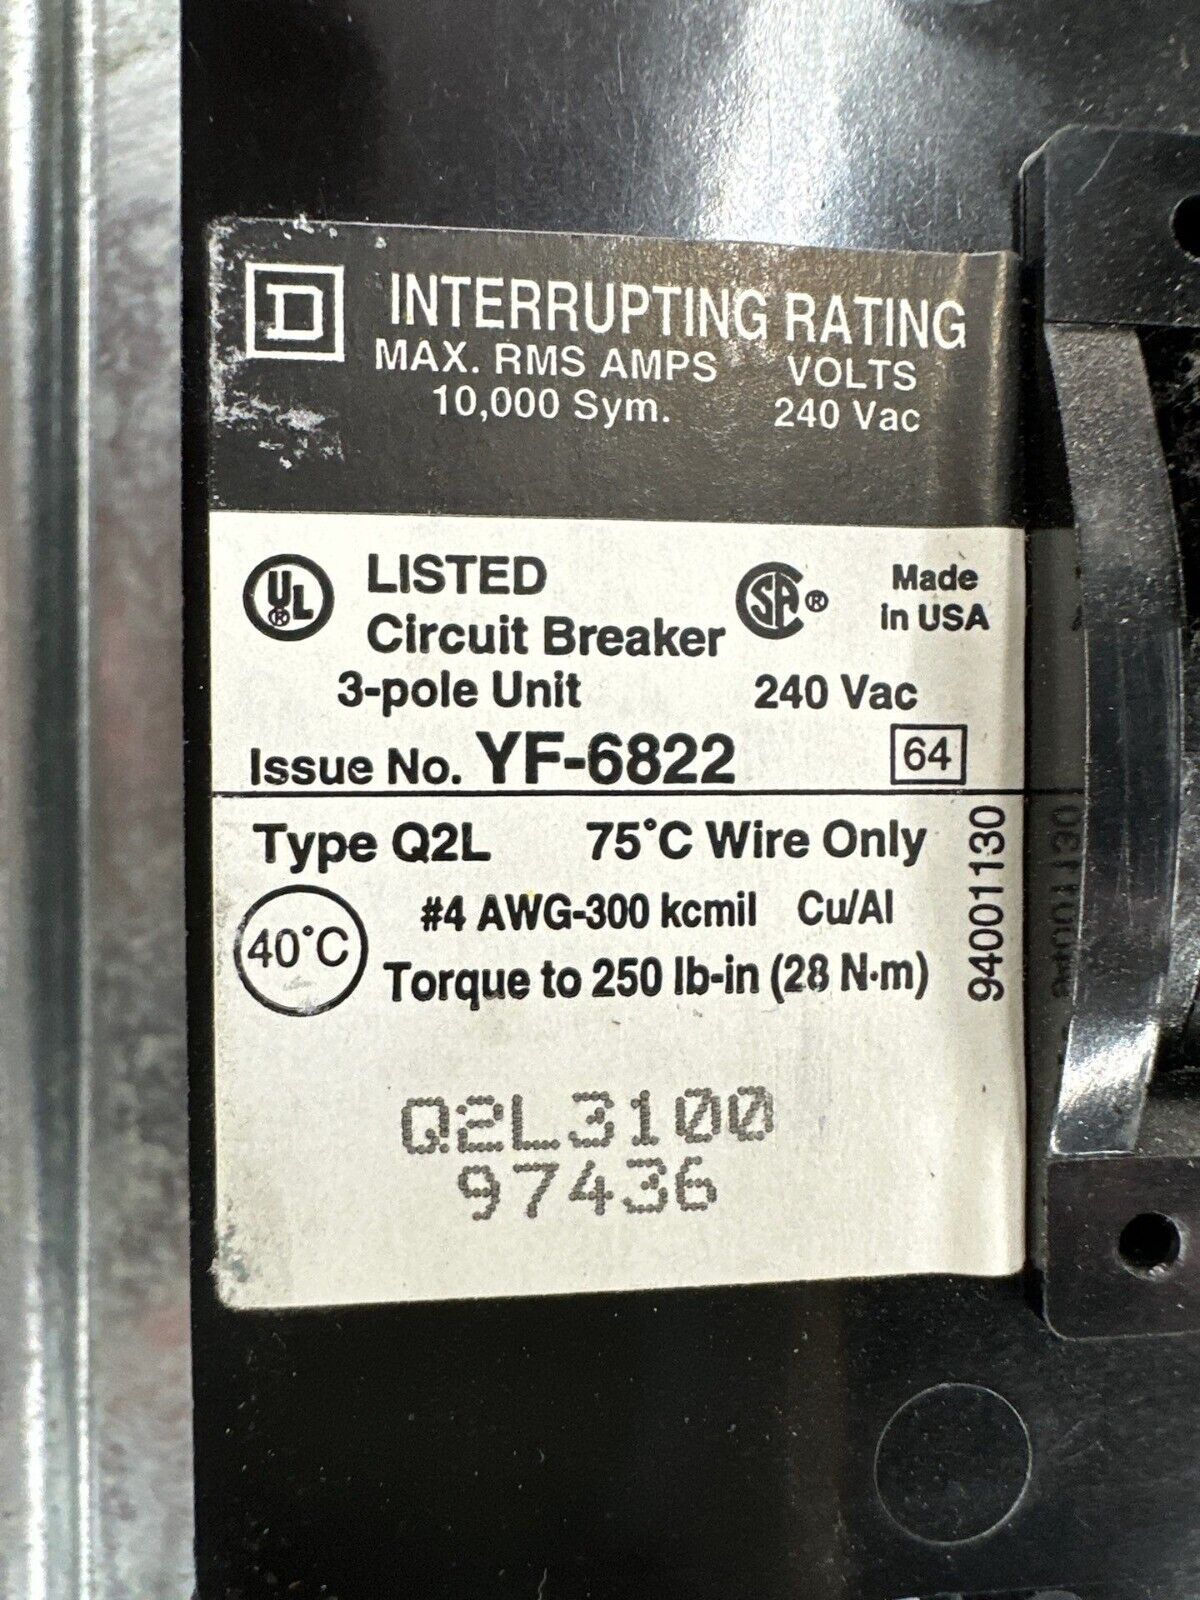 D INTERRUPTING RATING
MAX. RMS AMPS VOLTS
10,000 Sym. 240 Vac
UL® LISTED SA® Made
Circuit Breaker in USA
3-pole Unit 240 Vac
Issue No. YF-6822 64
Type Q2L 75°C Wire Only
40°C #4 AWG-300 kcmil Cu/Al
Torque to 250 lb-in (28 N·m)
94001130
Q2L3100
97436